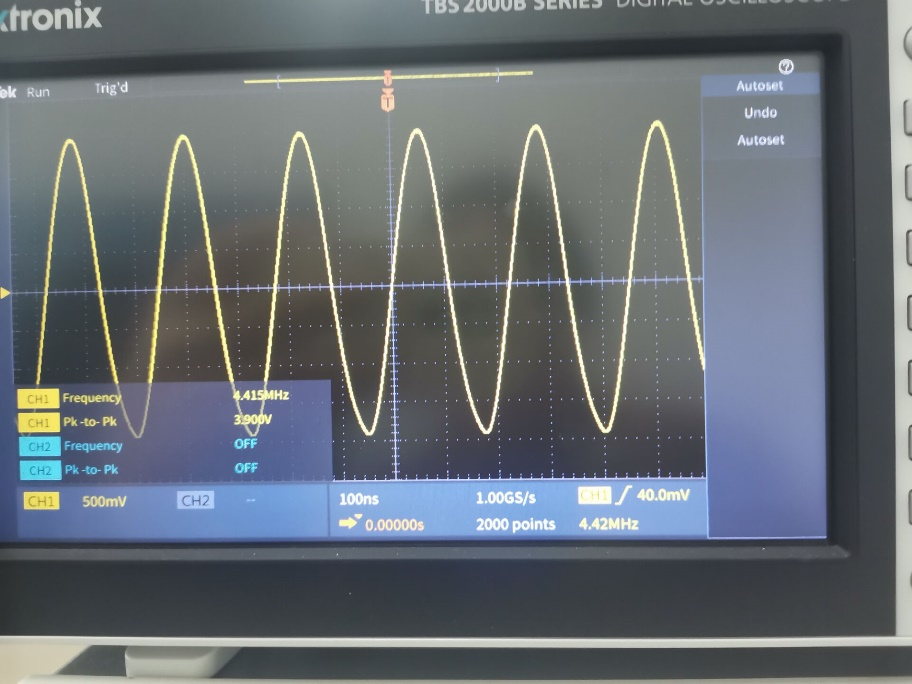 ktronix
TBS 2000B SERIES DIGITAL OSCILLOSCOPE
ek Run Trig'd
T
Autoset
Undo
Autoset
CH1 Frequency 4.415MHz
CH1 Pk-to-Pk 3.900V
CH2 Frequency OFF
CH2 Pk-to-Pk OFF
CH1 500mV CH2 --
100ns 1.00GS/s CH1 40.0mV
0.00000s 2000 points 4.42MHz